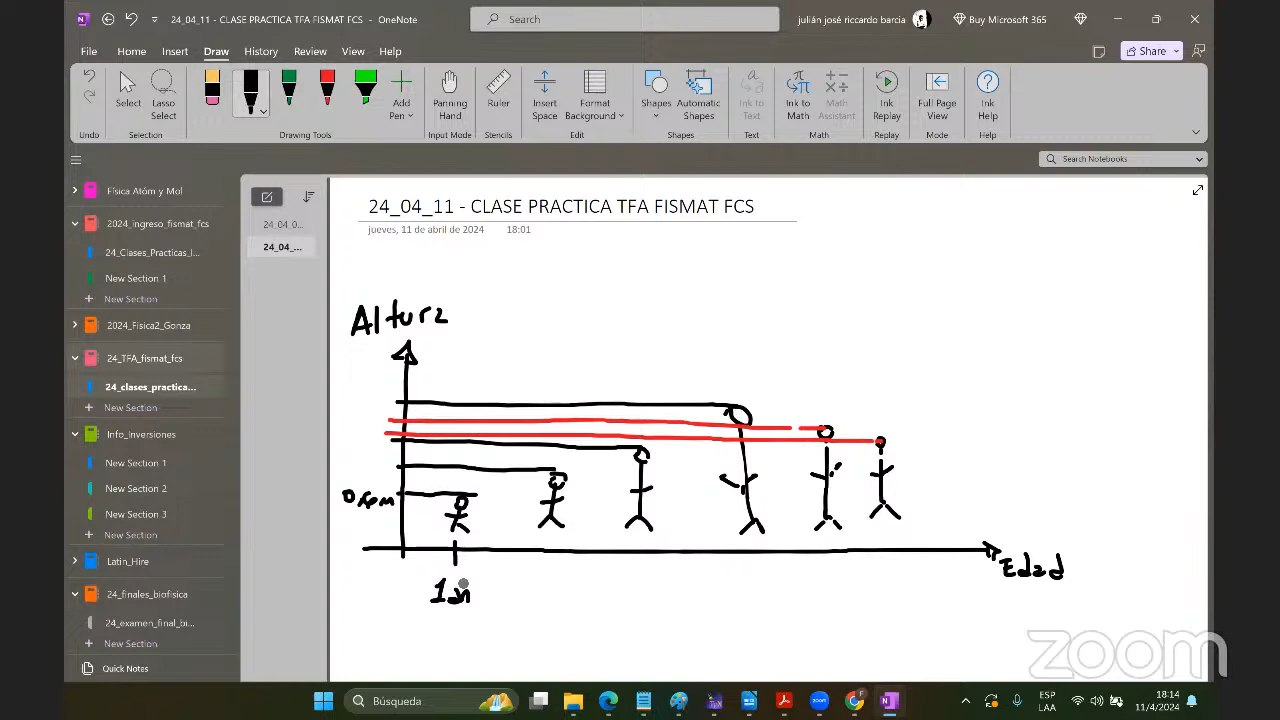 24_04_11 - CLASE PRACTICA TFA FISMAT FCS - OneNote
Search
julián josé riccardo barcia
Buy Microsoft 365
File Home Insert Draw History Review View Help
Share
Select
Lasso Select
Add Pen
Panning Hand
Ruler
Insert Space
Format Background
Shapes
Automatic Shapes
Ink to Text
Ink to Math
Math Assistant
Ink Replay
Full Page View
Ink Help
Undo Selection Drawing Tools Input Mode Stencils Edit Shapes Math Replay Mode Help
Search Notebooks
Física Atóm y Mol
2024_ingreso_fismat_fcs
24_Clases_Practicas_i...
New Section 1
New Section
2024_Fisica2_Gonza
24_TFA_fismat_fcs
24_clases_practica...
New Section
Info_Inversiones
New Section 1
New Section 2
New Section 3
Latin_Hire
24_finales_biofisica
24_examen_final_bi...
New Section
Quick Notes
24_04_0...
24_04_...
24_04_11 - CLASE PRACTICA TFA FISMAT FCS
jueves, 11 de abril de 2024 18:01
Altura
Edad
zoom
Búsqueda
ESP
LAA
18:14
11/4/2024